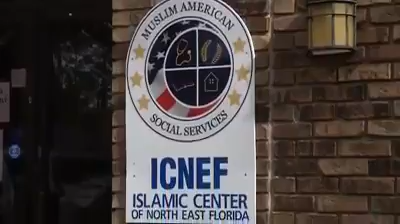 MUSLIM AMERICAN
SOCIAL SERVICES
ICNEF
ISLAMIC CENTER
OF NORTH EAST FLORIDA